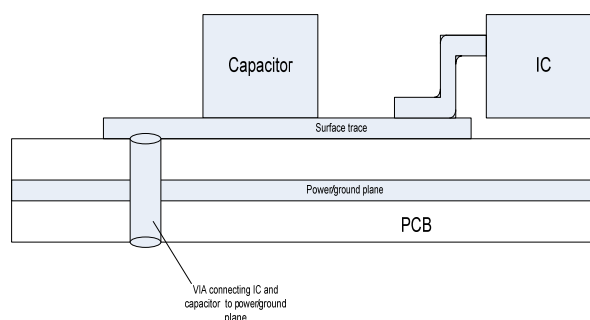 Capacitor
IC
Surface trace
Power/ground plane
PCB
VIA connecting IC and
capacitor to power/ground
plane